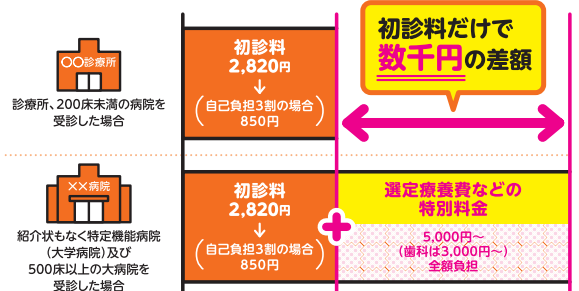 初診料だけで
数千円の差額
〇〇診療所
診療所、200床未満の病院を
受診した場合
初診料
2,820円
↓
(自己負担3割の場合
850円)
××病院
紹介状もなく特定機能病院
(大学病院)及び
500床以上の大病院を
受診した場合
初診料
2,820円
↓
(自己負担3割の場合
850円)
+
選定療養費などの
特別料金
5,000円~
(歯科は3,000円~)
全額負担